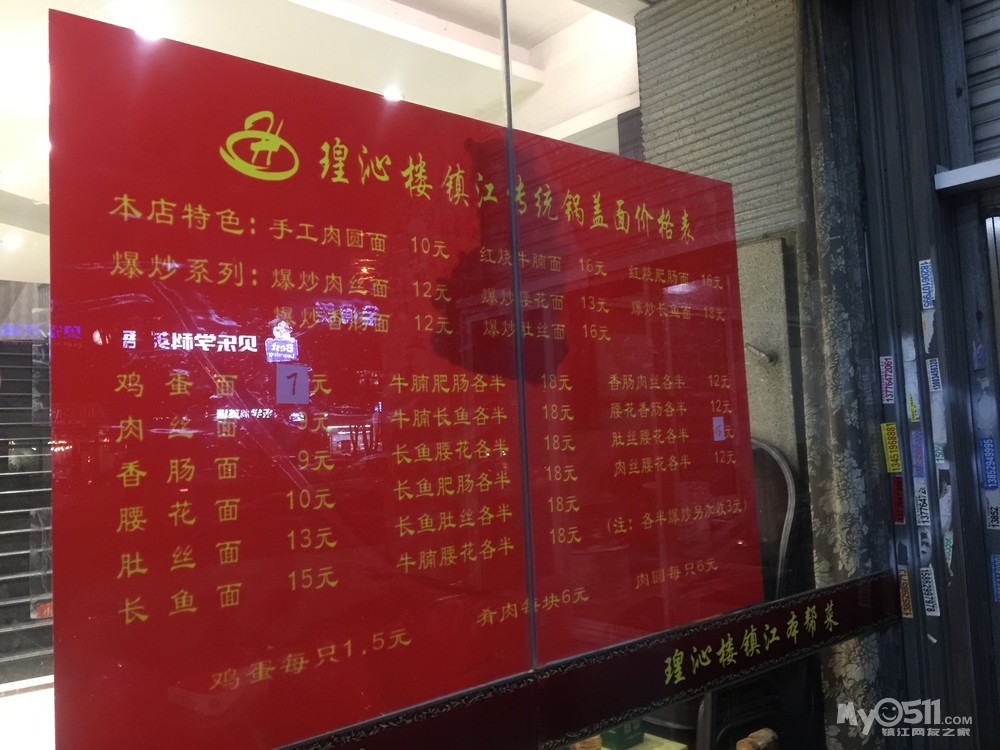 瑝沁楼镇江传统锅盖面价格表
本店特色：手工肉圆面 10元 红烧牛腩面 16元 红烧肥肠面 16元
爆炒系列：爆炒肉丝面 12元 爆炒腰花面 13元 爆炒长鱼面 18元
爆炒香肠面 12元 爆炒肚丝面 16元
贝乐学科英语
鸡蛋面 7元 牛腩肥肠各半 18元 香肠肉丝各半 12元
肉丝面 9元 牛腩长鱼各半 18元 腰花香肠各半 12元
香肠面 9元 长鱼腰花各半 18元 肚丝腰花各半 元
腰花面 10元 长鱼肥肠各半 18元 肉丝腰花各半 12元
肚丝面 13元 长鱼肚丝各半 18元 (注：各半爆炒另加收3元)
长鱼面 15元 牛腩腰花各半 18元
鸡蛋每只1.5元 肴肉每块6元 肉圆每只6元
瑝沁楼镇江本帮菜
My0511.COM
镇江网友之家